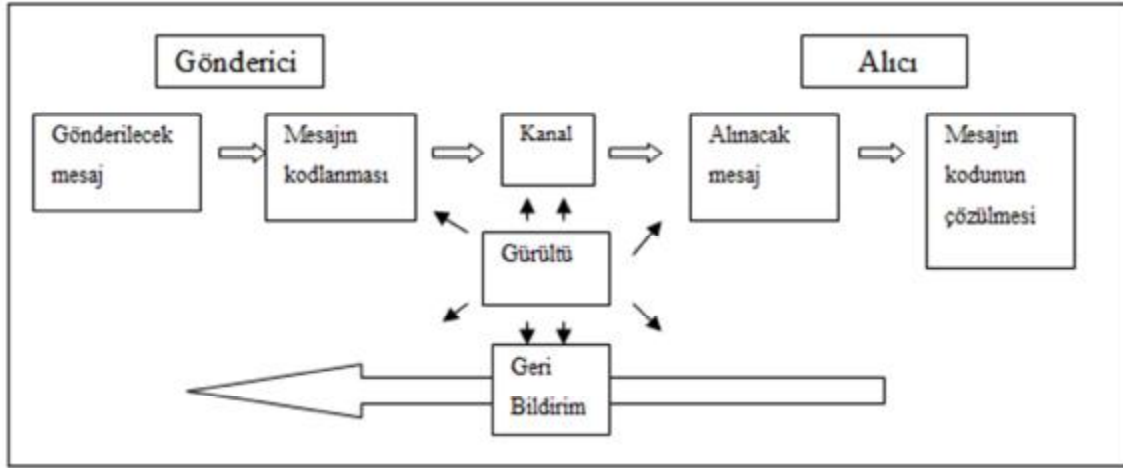 Gönderici
Alıcı
Gönderilecek
mesaj
Mesajın
kodlanması
Kanal
Alınacak
mesaj
Mesajın
kodunun
çözülmesi
Gürültü
Geri
Bildirim